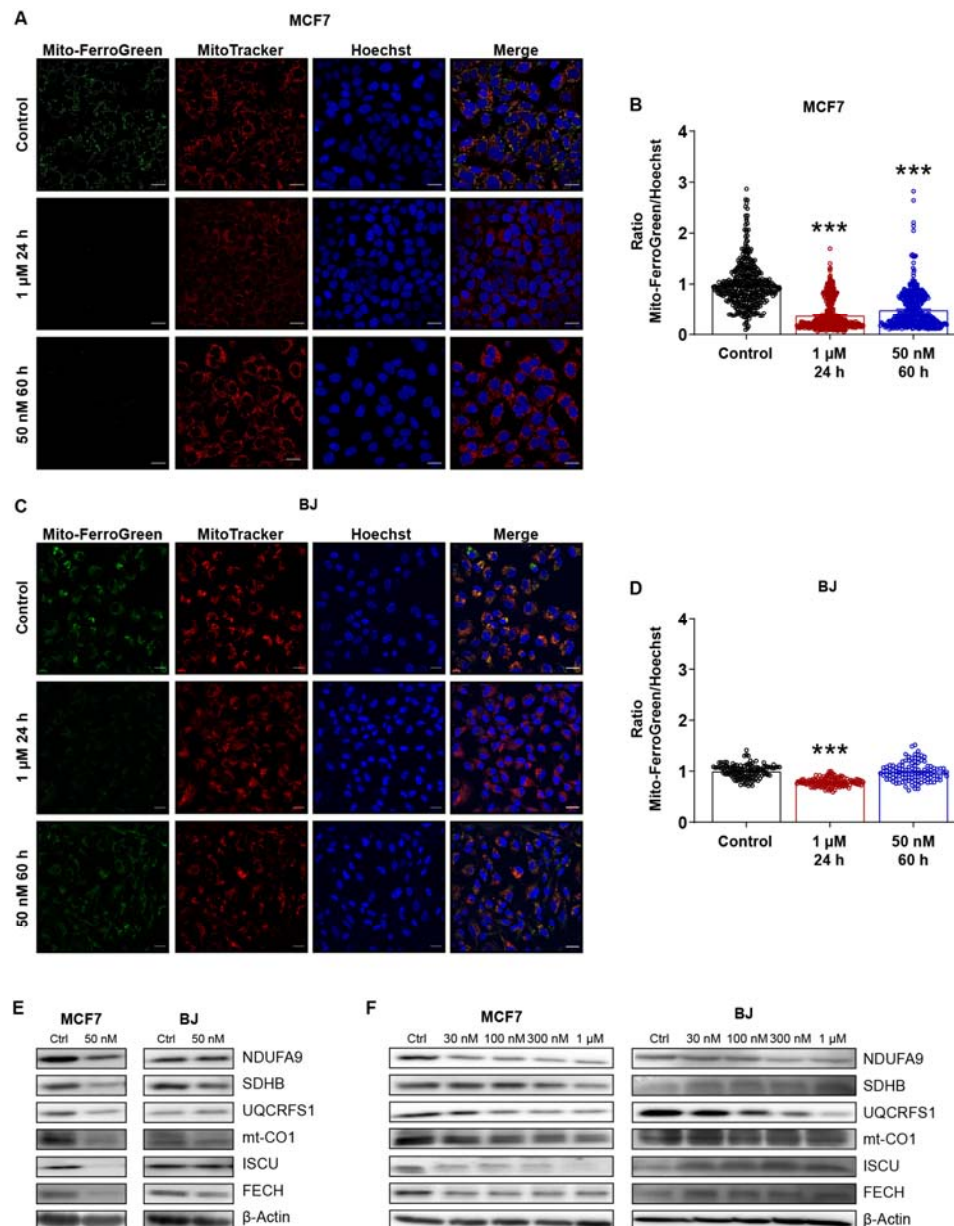 A
MCF7
Mito-FerroGreen MitoTracker Hoechst Merge
Control
1 µM 24 h
50 nM 60 h
B
MCF7
Ratio
Mito-FerroGreen/Hoechst
4
3
2
1
0
***
***
Control 1 µM 50 nM
24 h 60 h
C
BJ
Mito-FerroGreen MitoTracker Hoechst Merge
Control
1 µM 24 h
50 nM 60 h
D
BJ
Ratio
Mito-FerroGreen/Hoechst
4
3
2
1
0
***
Control 1 µM 50 nM
24 h 60 h
E
MCF7 BJ
Ctrl 50 nM Ctrl 50 nM
NDUFA9
SDHB
UQCRFS1
mt-CO1
ISCU
FECH
β-Actin
F
MCF7 BJ
Ctrl 30 nM 100 nM 300 nM 1 µM Ctrl 30 nM 100 nM 300 nM 1 µM
NDUFA9
SDHB
UQCRFS1
mt-CO1
ISCU
FECH
β-Actin